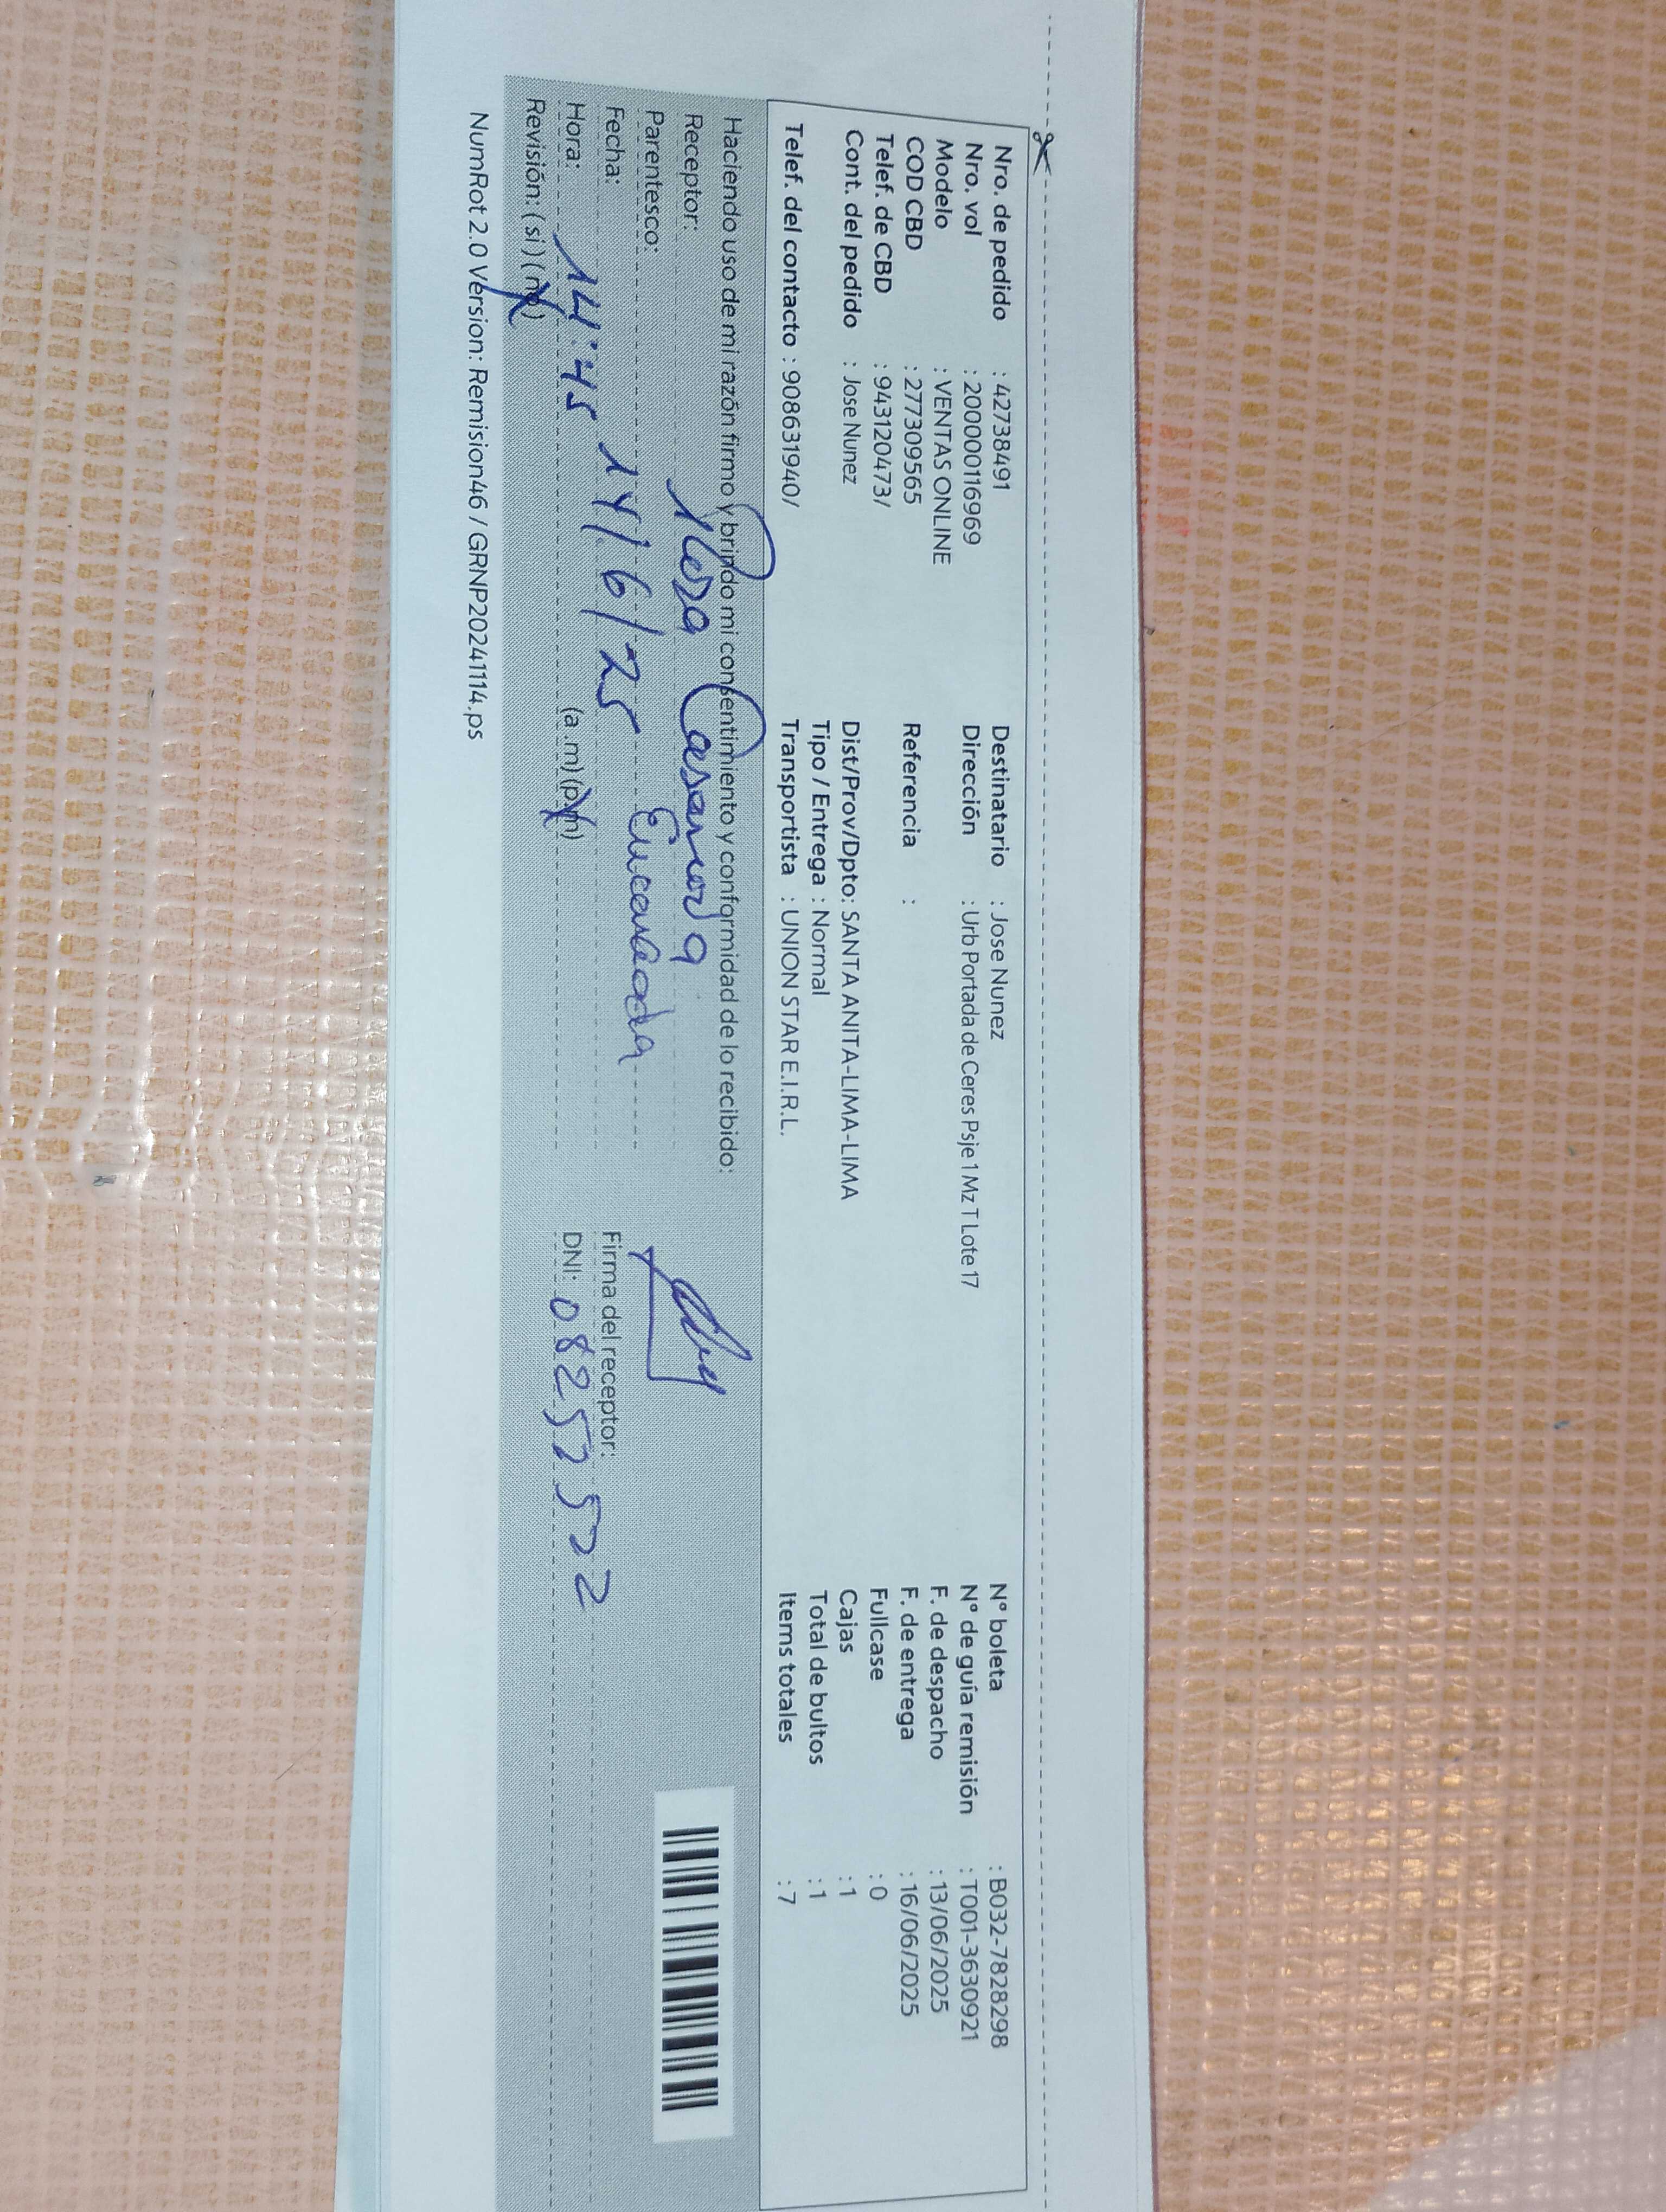 Nro. de pedido : 42738491
Nro. vol : 200000116969
Modelo : VENTAS ONLINE
COD CBD : 277309565
Telef. de CBD : 943120473/
Cont. del pedido : Jose Nunez
Telef. del contacto : 908631940/
Destinatario : Jose Nunez
Dirección : Urb Portada de Ceres Psje 1 Mz T Lote 17
Referencia :
Dist/Prov/Dpto: SANTA ANITA-LIMA-LIMA
Tipo / Entrega : Normal
Transportista : UNION STAR E.I.R.L.
N° boleta : B032-7828298
N° de guía remisión : T001-3630921
F. de despacho : 13/06/2025
F. de entrega : 16/06/2025
Fullcase : 0
Cajas : 1
Total de bultos : 1
Items totales : 7
Haciendo uso de mi razón firmo y brindo mi consentimiento y conformidad de lo recibido:
Receptor: Casanova
Parentesco: Encargada
Fecha: 14/6/25
Hora: 14:45 (a.m) (p.m)
Revisión: (si) (no)
Firma del receptor:
DNI:
NumRot 2.0 Version: Remision46 / GRNP20241114.ps